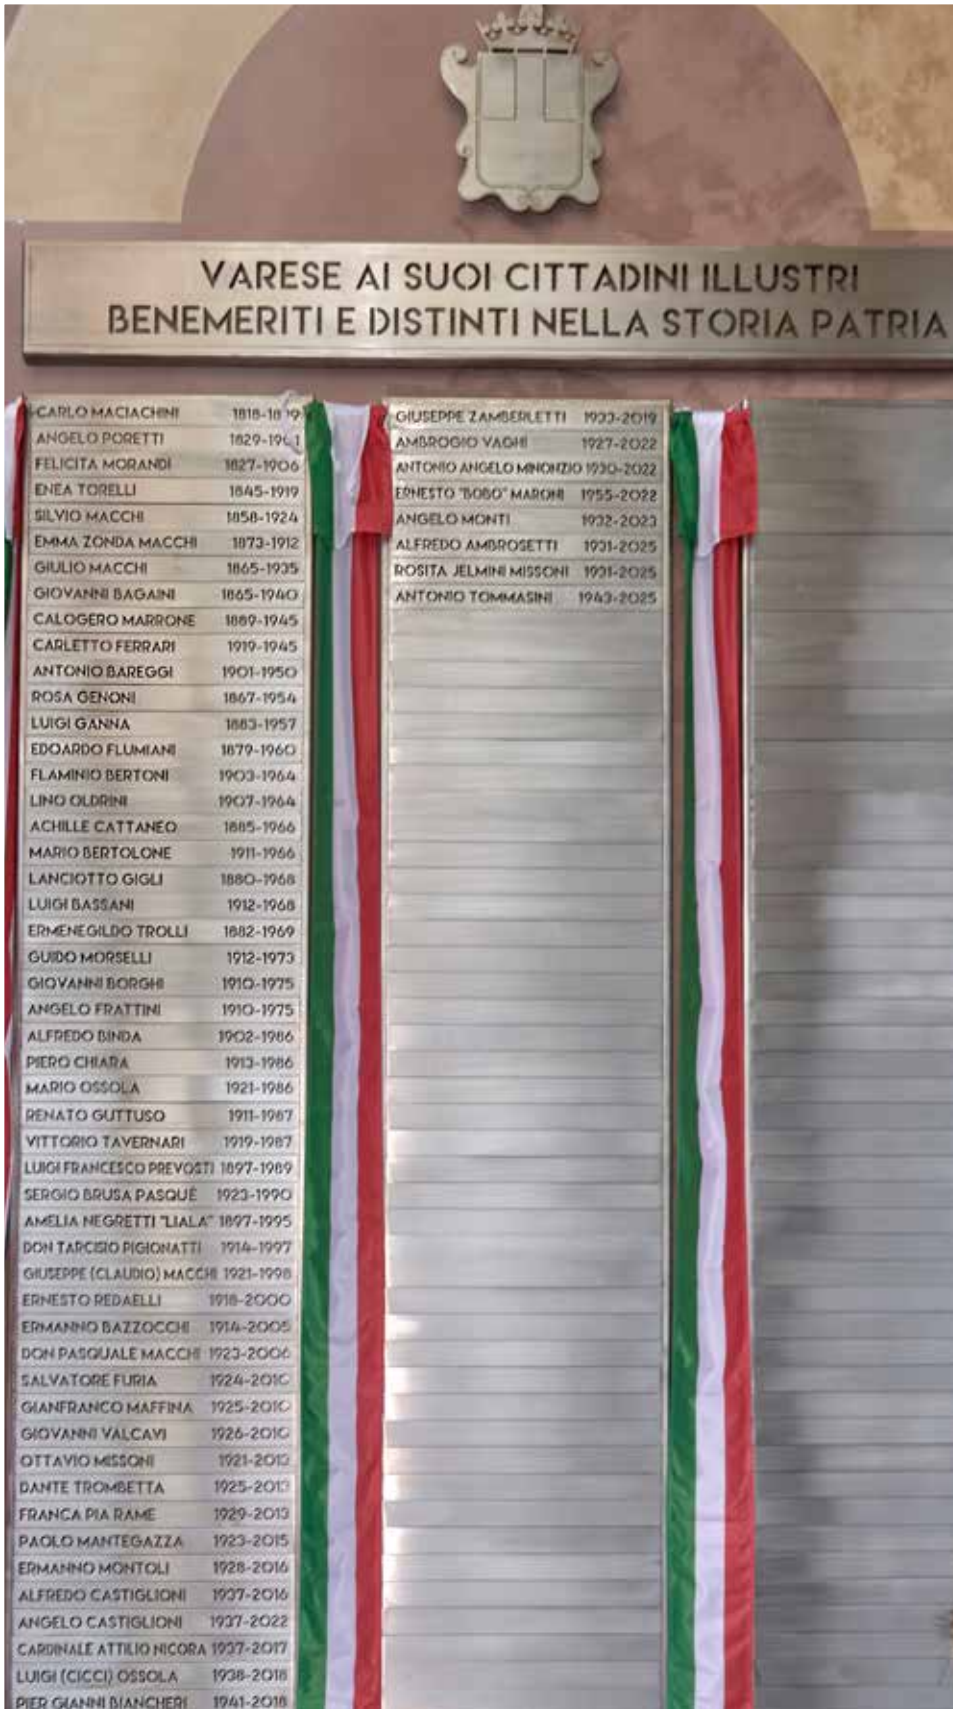 VARESE AI SUOI CITTADINI ILLUSTRI
BENEMERITI E DISTINTI NELLA STORIA PATRIA
CARLO MACIACHINI 1818-1899
ANGELO PORETTI 1829-1901
FELICITA MORANDI 1827-1906
ENEA TORELLI 1845-1919
SILVIO MACCHI 1858-1924
EMMA ZONDA MACCHI 1873-1912
GIULIO MACCHI 1865-1935
GIOVANNI BAGAINI 1865-1940
CALOGERO MARRONE 1889-1945
CARLETTO FERRARI 1919-1945
ANTONIO BAREGGI 1901-1950
ROSA GENONI 1867-1954
LUIGI GANNA 1883-1957
EDOARDO FLUMIANI 1879-1960
FLAMINIO BERTONI 1903-1964
LINO OLDRINI 1907-1964
ACHILLE CATTANEO 1885-1966
MARIO BERTOLONE 1911-1966
LANCIOTTO GIGLI 1880-1968
LUIGI BASSANI 1912-1968
ERMENEGILDO TROLLI 1882-1969
GUIDO MORSELLI 1912-1973
GIOVANNI BORGHI 1910-1975
ANGELO FRATTINI 1910-1975
ALFREDO BINDA 1902-1986
PIERO CHIARA 1913-1986
MARIO OSSOLA 1921-1986
RENATO GUTTUSO 1911-1987
VITTORIO TAVERNARI 1919-1987
LUIGI FRANCESCO PREVOSTI 1897-1989
SERGIO BRUSA PASQUÈ 1923-1990
AMELIA NEGRETTI "LIALA" 1897-1995
DON TARCISIO PIGIONATTI 1914-1997
GIUSEPPE (CLAUDIO) MACCHI 1921-1998
ERNESTO REDAELLI 1918-2000
ERMANNO BAZZOCCHI 1914-2005
DON PASQUALE MACCHI 1923-2006
SALVATORE FURIA 1924-2010
GIANFRANCO MAFFINA 1925-2010
GIOVANNI VALCAVI 1926-2010
OTTAVIO MISSONI 1921-2013
DANTE TROMBETTA 1925-2013
FRANCA PIA RAME 1929-2013
PAOLO MANTEGAZZA 1923-2015
ERMANNO MONTOLI 1928-2016
ALFREDO CASTIGLIONI 1937-2016
ANGELO CASTIGLIONI 1937-2022
CARDINALE ATTILIO NICORA 1937-2017
LUIGI (CICCI) OSSOLA 1938-2018
PIER GIANNI BIANCHERI 1941-2018
GIUSEPPE ZAMBERLETTI 1933-2019
AMBROGIO VAGHI 1927-2022
ANTONIO ANGELO MINONZIO 1930-2022
ERNESTO "BOBO" MARONI 1955-2022
ANGELO MONTI 1932-2023
ALFREDO AMBROSETTI 1931-2025
ROSITA JELMINI MISSONI 1931-2025
ANTONIO TOMMASINI 1943-2025